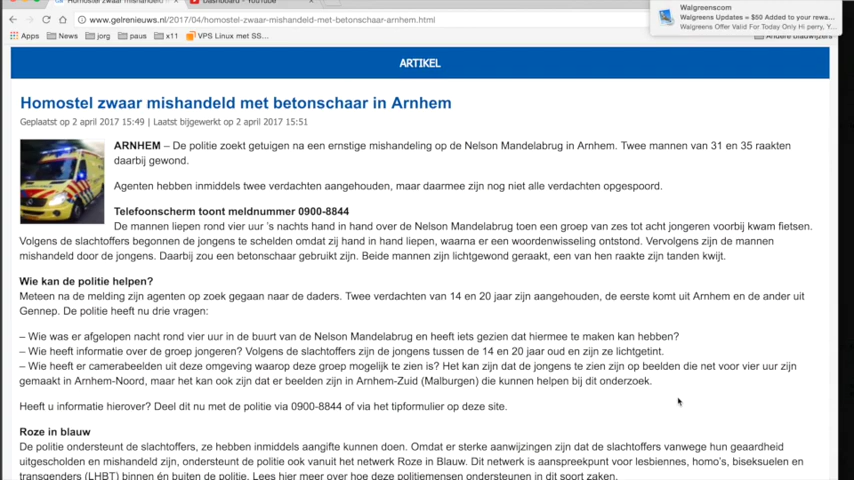 Homostel zwaar mishandeld met
Dashboard - YouTube
www.gelrenieuws.nl/2017/04/homostel-zwaar-mishandeld-met-betonschaar-arnhem.html
Walgreenscom
Walgreens Updates = $50 Added to your rewa...
Walgreens Offer Valid For Today Only Hi perry, Y...
Apps News jorg paus x11 VPS Linux met SS... Andere bladwijzers
ARTIKEL
Homostel zwaar mishandeld met betonschaar in Arnhem
Geplaatst op 2 april 2017 15:49 | Laatst bijgewerkt op 2 april 2017 15:51
ARNHEM – De politie zoekt getuigen na een ernstige mishandeling op de Nelson Mandelabrug in Arnhem. Twee mannen van 31 en 35 raakten
daarbij gewond.
Agenten hebben inmiddels twee verdachten aangehouden, maar daarmee zijn nog niet alle verdachten opgespoord.
Telefoonscherm toont meldnummer 0900-8844
De mannen liepen rond vier uur 's nachts hand in hand over de Nelson Mandelabrug toen een groep van zes tot acht jongeren voorbij kwam fietsen.
Volgens de slachtoffers begonnen de jongens te schelden omdat zij hand in hand liepen, waarna er een woordenwisseling ontstond. Vervolgens zijn de mannen
mishandeld door de jongens. Daarbij zou een betonschaar gebruikt zijn. Beide mannen zijn lichtgewond geraakt, een van hen raakte zijn tanden kwijt.
Wie kan de politie helpen?
Meteen na de melding zijn agenten op zoek gegaan naar de daders. Twee verdachten van 14 en 20 jaar zijn aangehouden, de eerste komt uit Arnhem en de ander uit
Gennep. De politie heeft nu drie vragen:
– Wie was er afgelopen nacht rond vier uur in de buurt van de Nelson Mandelabrug en heeft iets gezien dat hiermee te maken kan hebben?
– Wie heeft informatie over de groep jongeren? Volgens de slachtoffers zijn de jongens tussen de 14 en 20 jaar oud en zijn ze lichtgetint.
– Wie heeft er camerabeelden uit deze omgeving waarop deze groep mogelijk te zien is? Het kan zijn dat de jongens te zien zijn op beelden die net voor vier uur zijn
gemaakt in Arnhem-Noord, maar het kan ook zijn dat er beelden zijn in Arnhem-Zuid (Malburgen) die kunnen helpen bij dit onderzoek.
Heeft u informatie hierover? Deel dit nu met de politie via 0900-8844 of via het tipformulier op deze site.
Roze in blauw
De politie ondersteunt de slachtoffers, ze hebben inmiddels aangifte kunnen doen. Omdat er sterke aanwijzingen zijn dat de slachtoffers vanwege hun geaardheid
uitgescholden en mishandeld zijn, ondersteunt de politie ook vanuit het netwerk Roze in Blauw. Dit netwerk is aanspreekpunt voor lesbiennes, homo's, biseksuelen en
transgenders (LHBT) binnen én buiten de politie. Lees hier meer over hoe deze politiemensen ondersteunen in dit soort zaken.